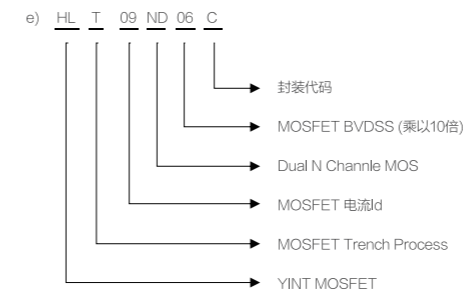 e) HL T 09 ND 06 C
封装代码
MOSFET BVDSS (乘以10倍)
Dual N Channle MOS
MOSFET 电流Id
MOSFET Trench Process
YINT MOSFET